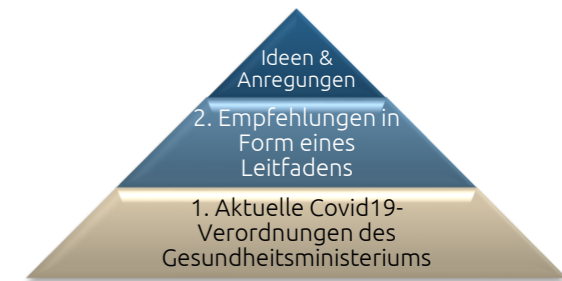 Ideen &
Anregungen
2. Empfehlungen in
Form eines
Leitfadens
1. Aktuelle Covid19-
Verordnungen des
Gesundheitsministeriums